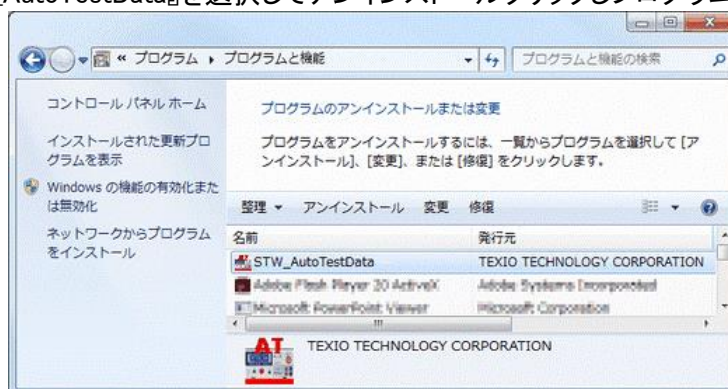 AutoTestData』を選択してアンインストールクリックしプログラム
プログラム ▸ プログラムと機能
プログラムと機能の検索
コントロール パネル ホーム
インストールされた更新プロ
グラムを表示
Windows の機能の有効化また
は無効化
ネットワークからプログラム
をインストール
プログラムのアンインストールまたは変更
プログラムをアンインストールするには、一覧からプログラムを選択して [ア
ンインストール]、[変更]、または [修復] をクリックします。
整理 アンインストール 変更 修復
名前 発行元
STW_AutoTestData TEXIO TECHNOLOGY CORPORATION
Adobe Flash Player 20 ActiveX Adobe Systems Incorporated
Microsoft PowerPoint Viewer Microsoft Corporation
AT
TEXIO TECHNOLOGY CORPORATION